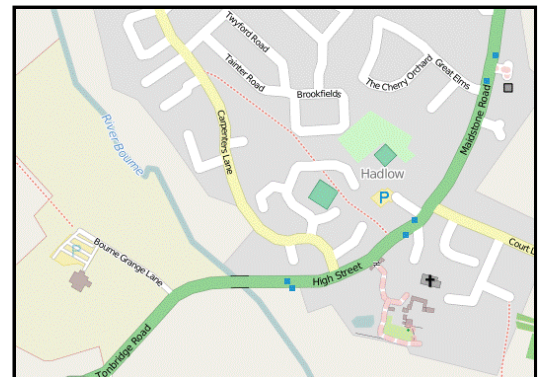 Twyford Road
Tainter Road
Brookfields
The Cherry Orchard
Great Elms
Maidstone Road
River Bourne
Carpenters Lane
Hadlow
P
Court
Bourne Grange Lane
High Street
Tonbridge Road